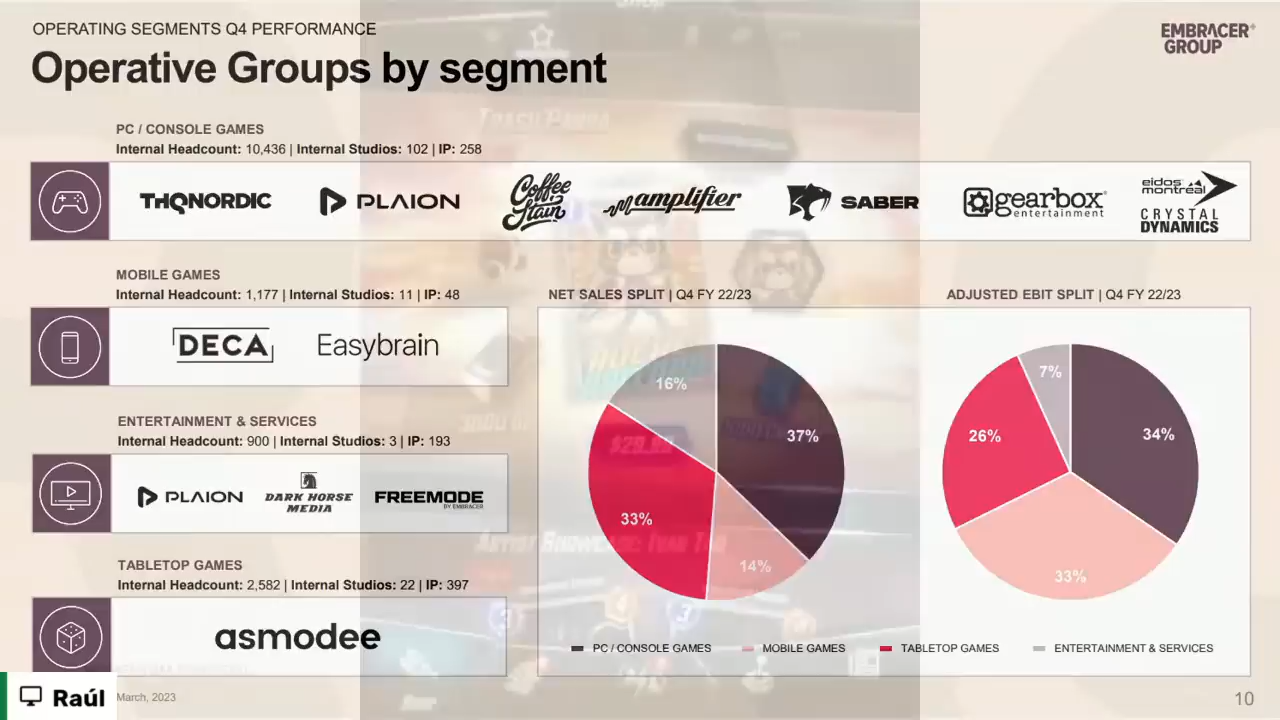 OPERATING SEGMENTS Q4 PERFORMANCE
Operative Groups by segment
EMBRACER+
GROUP
PC / CONSOLE GAMES
Internal Headcount: 10,436 | Internal Studios: 102 | IP: 258
THQNORDIC
PLAION
Coffee
Stain
amplifier
SABER
gearbox
entertainment
eidos
montréal
CRYSTAL
DYNAMICS
MOBILE GAMES
Internal Headcount: 1,177 | Internal Studios: 11 | IP: 48
DECA
Easybrain
ENTERTAINMENT & SERVICES
Internal Headcount: 900 | Internal Studios: 3 | IP: 193
PLAION
DARK HORSE
MEDIA
FREEMODE
BY EMBRACER
TABLETOP GAMES
Internal Headcount: 2,582 | Internal Studios: 22 | IP: 397
asmodee
NET SALES SPLIT | Q4 FY 22/23
16%
37%
33%
14%
ADJUSTED EBIT SPLIT | Q4 FY 22/23
7%
34%
26%
33%
PC / CONSOLE GAMES
MOBILE GAMES
TABLETOP GAMES
ENTERTAINMENT & SERVICES
TRASH PANDA
$29.99
Raúl
March, 2023
10